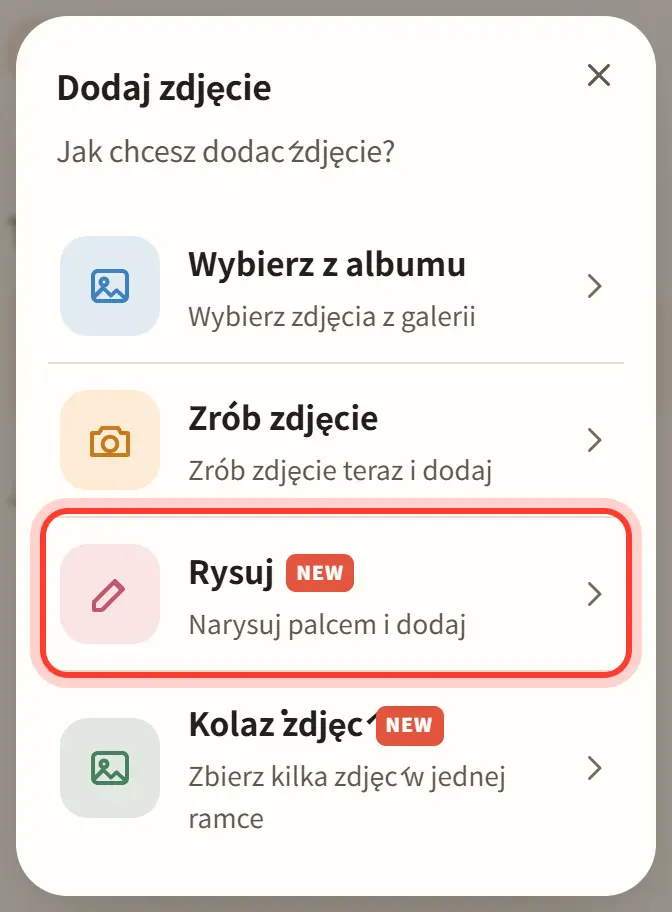 Dodaj zdjęcie
Jak chcesz dodać zdjęcie?
Wybierz z albumu
Wybierz zdjęcia z galerii
Zrób zdjęcie
Zrób zdjęcie teraz i dodaj
Rysuj NEW
Narysuj palcem i dodaj
Kolaż zdjęć NEW
Zbierz kilka zdjęć w jednej
ramce